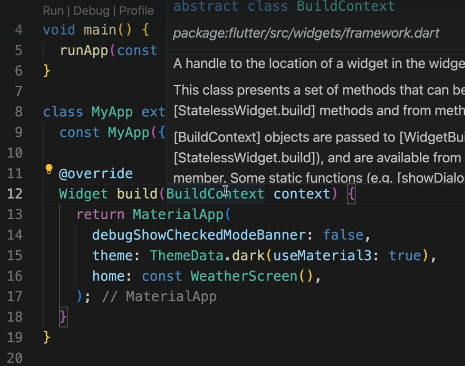 Run | Debug | Profile
abstract class BuildContext
4 void main() {
package:flutter/src/widgets/framework.dart
5 runApp(const
6 }
A handle to the location of a widget in the widge
7
This class presents a set of methods that can be
8 class MyApp ext
[StatelessWidget.build] methods and from meth
9 const MyApp({
[BuildContext] objects are passed to [WidgetBui
10
[StatelessWidget.build]), and are available from
11 @override
member. Some static functions (e.g. [showDialo
12 Widget build(BuildContext context) {
13 return MaterialApp(
14 debugShowCheckedModeBanner: false,
15 theme: ThemeData.dark(useMaterial3: true),
16 home: const WeatherScreen(),
17 ); // MaterialApp
18 }
19 }
20